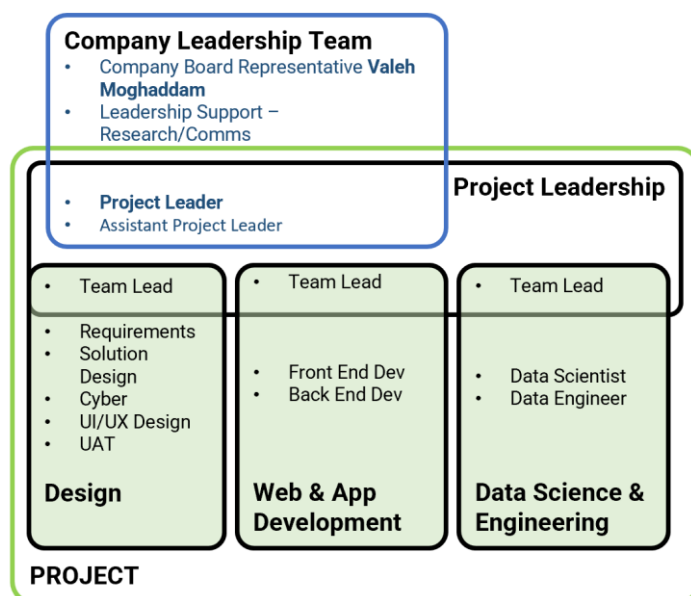 Company Leadership Team
• Company Board Representative Valeh
Moghaddam
• Leadership Support –
Research/Comms
Project Leadership
• Project Leader
• Assistant Project Leader
• Team Lead
• Requirements
• Solution
Design
• Cyber
• UI/UX Design
• UAT
Design
• Team Lead
• Front End Dev
• Back End Dev
Web & App
Development
• Team Lead
• Data Scientist
• Data Engineer
Data Science &
Engineering
PROJECT